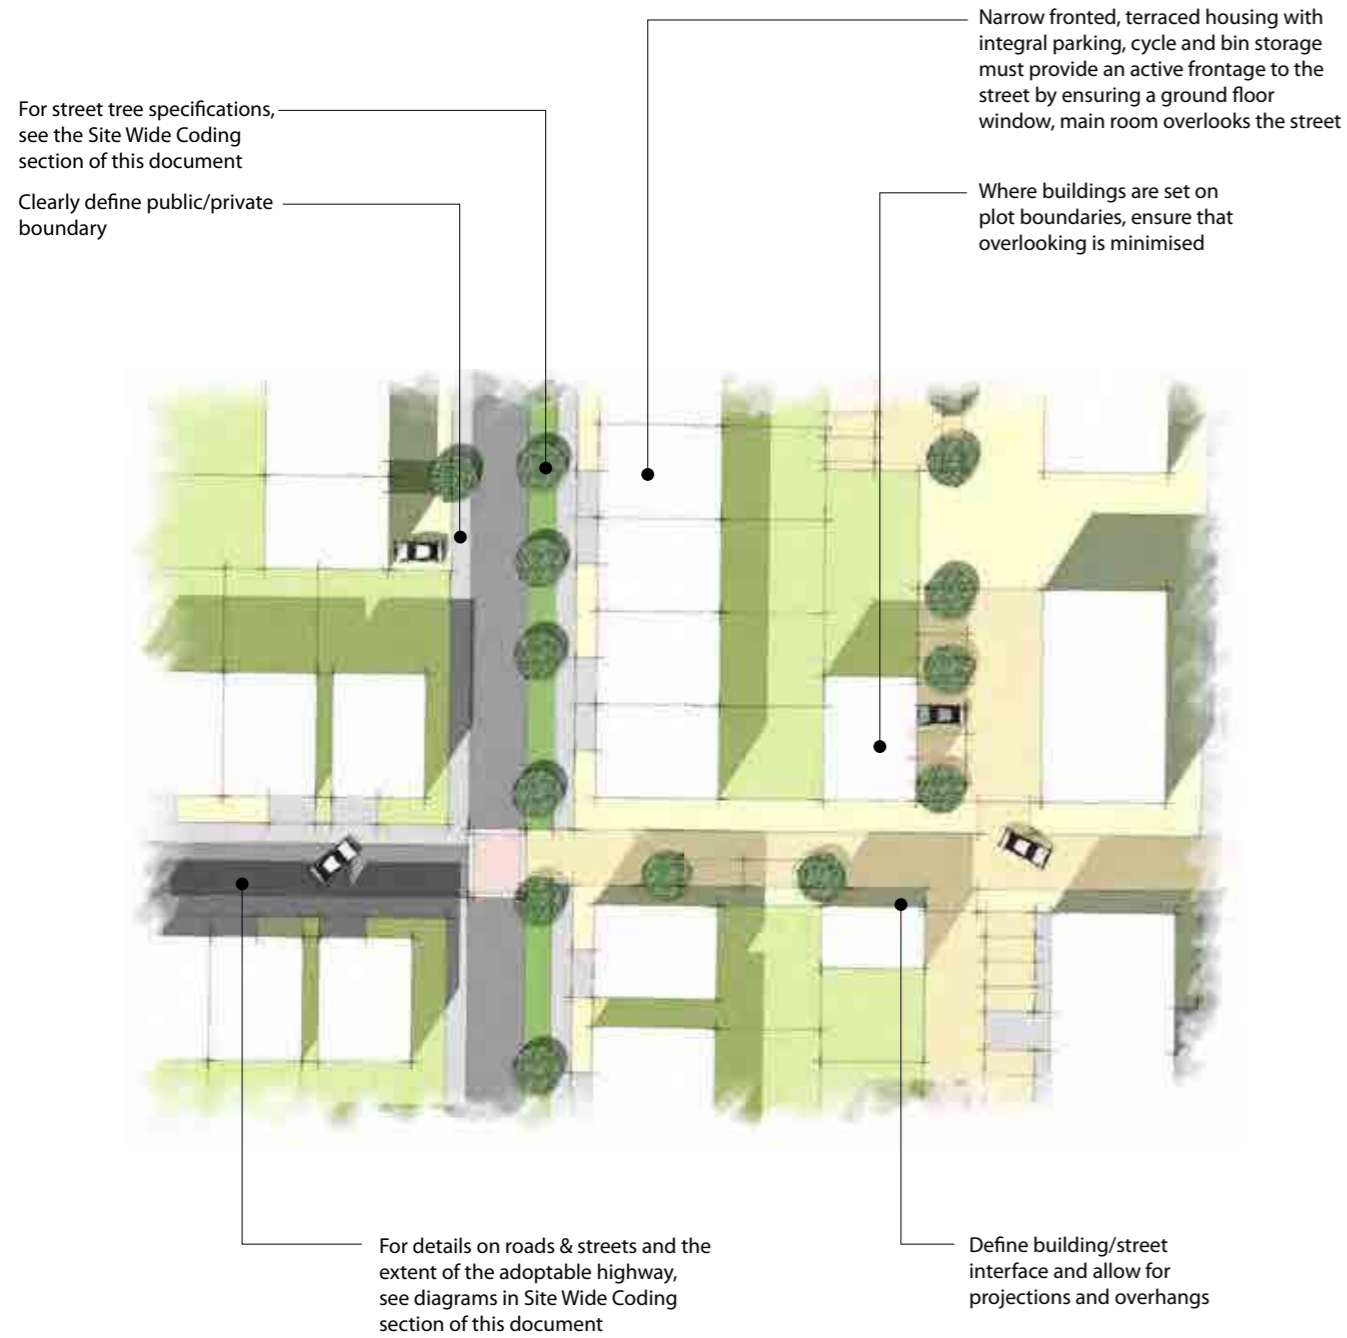 Narrow fronted, terraced housing with
integral parking, cycle and bin storage
must provide an active frontage to the
street by ensuring a ground floor
window, main room overlooks the street
For street tree specifications,
see the Site Wide Coding
section of this document
Clearly define public/private
boundary
Where buildings are set on
plot boundaries, ensure that
overlooking is minimised
For details on roads & streets and the
extent of the adoptable highway,
see diagrams in Site Wide Coding
section of this document
Define building/street
interface and allow for
projections and overhangs